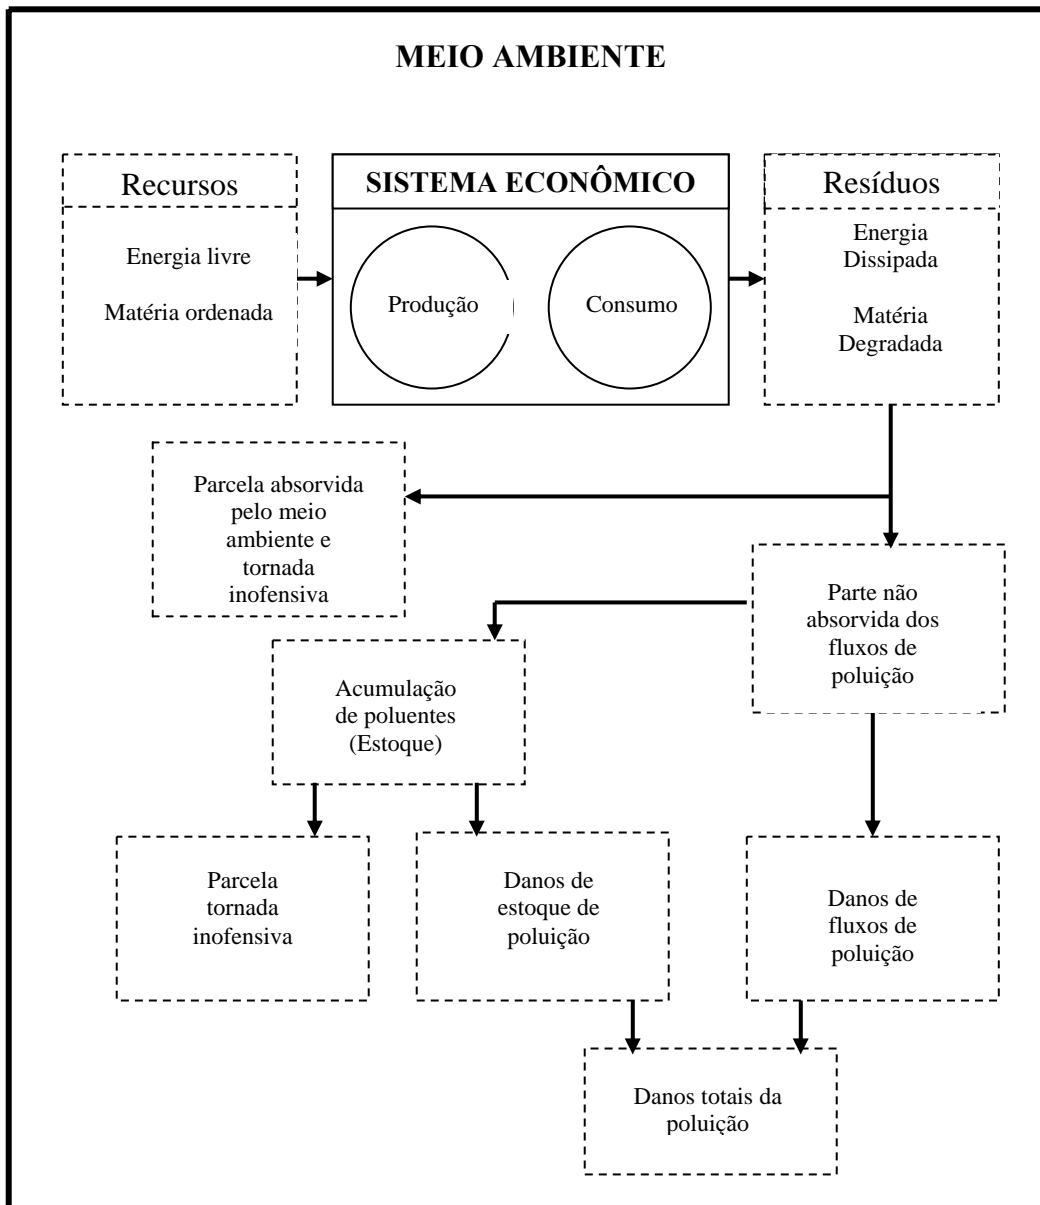 MEIO AMBIENTE
Recursos
Energia livre
Matéria ordenada
SISTEMA ECONÔMICO
Produção
Consumo
Resíduos
Energia
Dissipada
Matéria
Degradada
Parcela absorvida
pelo meio
ambiente e
tornada
inofensiva
Parte não
absorvida dos
fluxos de
poluição
Acumulação
de poluentes
(Estoque)
Parcela
tornada
inofensiva
Danos de
estoque de
poluição
Danos de
fluxos de
poluição
Danos totais da
poluição